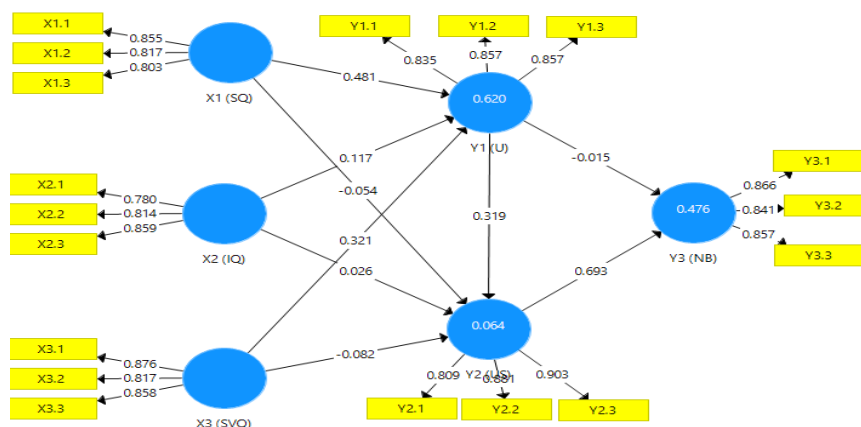 X1.1
X1.2
X1.3
0.855
0.817
0.803
X1 (SQ)
Y1.1
Y1.2
Y1.3
0.835
0.857
0.857
0.620
Y1 (U)
0.481
0.117
-0.054
0.321
0.026
-0.082
0.319
-0.015
0.693
X2.1
X2.2
X2.3
0.780
0.814
0.859
X2 (IQ)
Y3.1
Y3.2
Y3.3
0.866
0.841
0.857
0.476
Y3 (NB)
X3.1
X3.2
X3.3
0.876
0.817
0.858
X3 (SVQ)
0.064
Y2 (US)
0.809
0.881
0.903
Y2.1
Y2.2
Y2.3